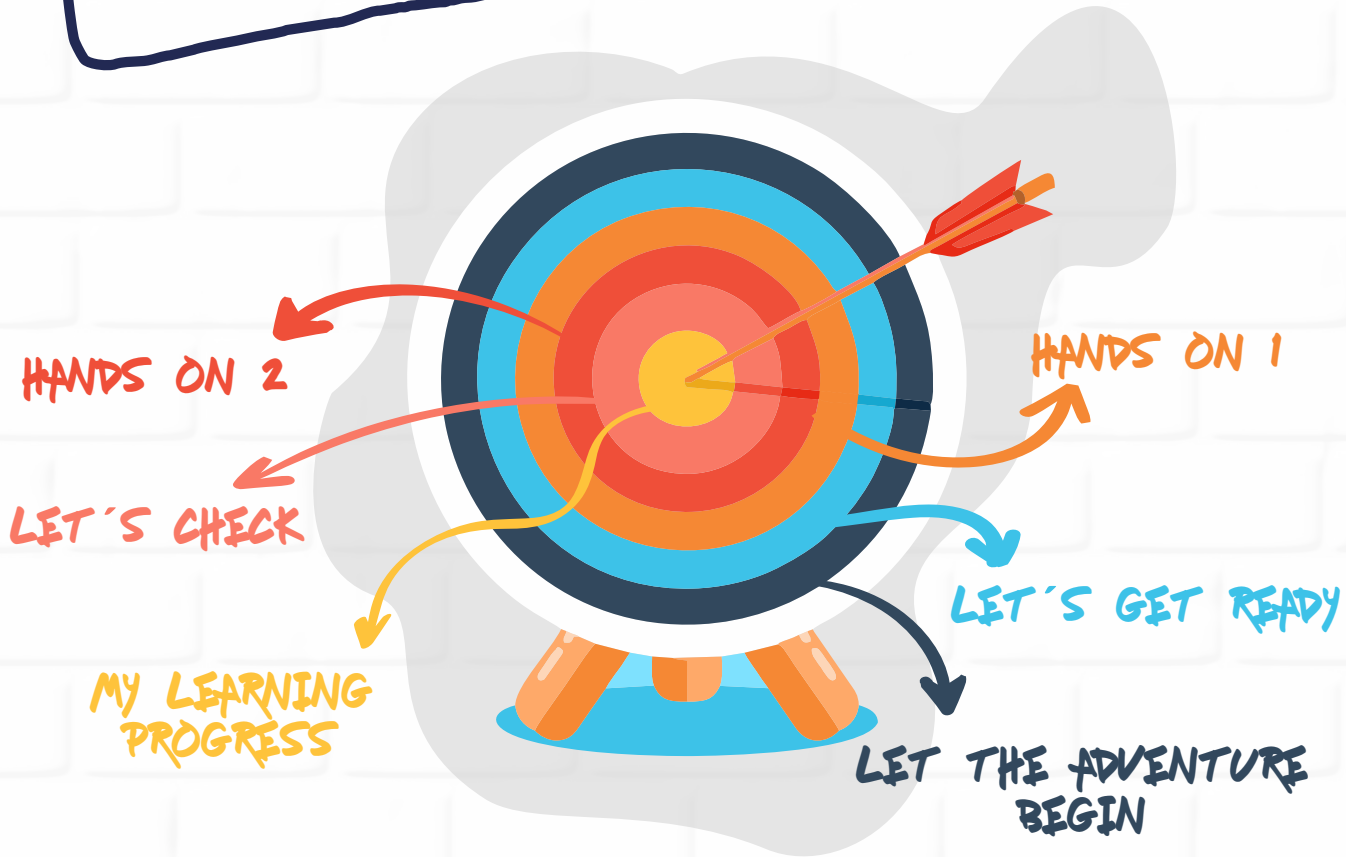 HANDS ON 2
LET´S CHECK
MY LEARNING
PROGRESS
HANDS ON 1
LET´S GET READY
LET THE ADVENTURE
BEGIN